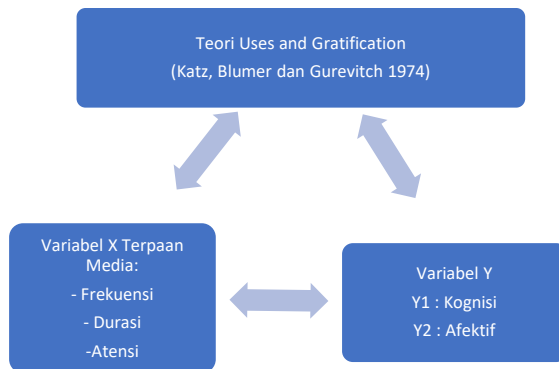 Teori Uses and Gratification
(Katz, Blumer dan Gurevitch 1974)
Variabel X Terpaan
Media:
- Frekuensi
- Durasi
-Atensi
Variabel Y
Y1 : Kognisi
Y2 : Afektif